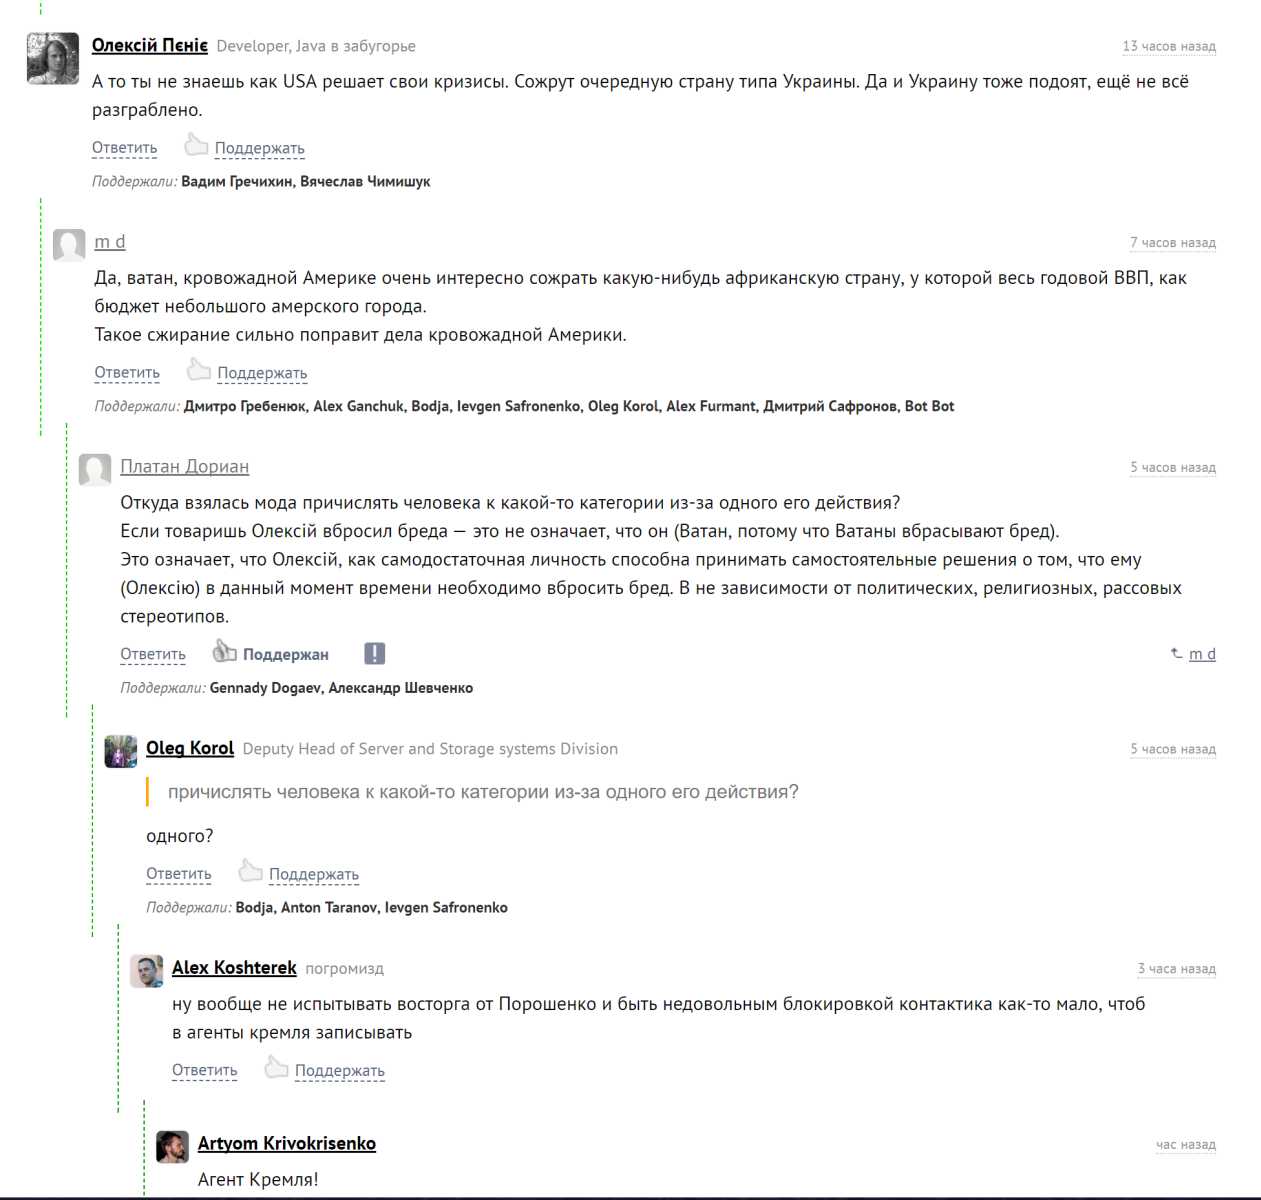 Олексій Пєніє Developer, Java в забугорье 13 часов назад
А то ты не знаешь как USA решает свои кризисы. Сожрут очередную страну типа Украины. Да и Украину тоже подоят, ещё не всё
разграблено.
Ответить Поддержать
Поддержали: Вадим Гречихин, Вячеслав Чимишук
m d 7 часов назад
Да, ватан, кровожадной Америке очень интересно сожрать какую-нибудь африканскую страну, у которой весь годовой ВВП, как
бюджет небольшого амерского города.
Такое сжирание сильно поправит дела кровожадной Америки.
Ответить Поддержать
Поддержали: Дмитро Гребенюк, Alex Ganchuk, Bodja, Ievgen Safronenko, Oleg Korol, Alex Furmant, Дмитрий Сафронов, Bot Bot
Платан Дориан 5 часов назад
Откуда взялась мода причислять человека к какой-то категории из-за одного его действия?
Если товаришь Олексій вбросил бреда — это не означает, что он (Ватан, потому что Ватаны вбрасывают бред).
Это означает, что Олексій, как самодостаточная личность способна принимать самостоятельные решения о том, что ему
(Олексію) в данный момент времени необходимо вбросить бред. В не зависимости от политических, религиозных, рассовых
стереотипов.
Ответить Поддержан ! m d
Поддержали: Gennady Dogaev, Александр Шевченко
Oleg Korol Deputy Head of Server and Storage systems Division 5 часов назад
причислять человека к какой-то категории из-за одного его действия?
одного?
Ответить Поддержать
Поддержали: Bodja, Anton Taranov, Ievgen Safronenko
Alex Koshterek погромизд 3 часа назад
ну вообще не испытывать восторга от Порошенко и быть недовольным блокировкой контактика как-то мало, чтоб
в агенты кремля записывать
Ответить Поддержать
Artyom Krivokrisenko час назад
Агент Кремля!